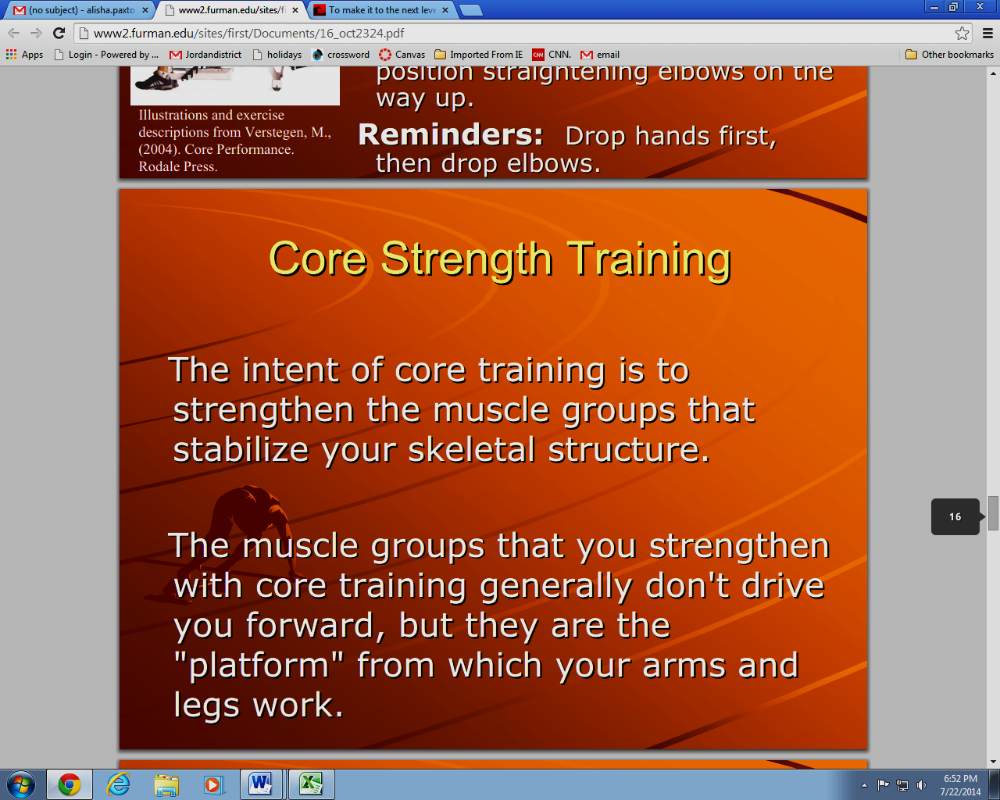 (no subject) - alisha.paxto
www2.furman.edu/sites/fi
To make it to the next leve
www2.furman.edu/sites/first/Documents/16_oct2324.pdf
Apps
Login - Powered by ...
Jordandistrict
holidays
crossword
Canvas
Imported From IE
CNN.
email
Other bookmarks
position straightening elbows on the
way up.
Illustrations and exercise
descriptions from Verstegen, M.,
(2004). Core Performance.
Rodale Press.
Reminders: Drop hands first,
then drop elbows.
Core Strength Training
The intent of core training is to
strengthen the muscle groups that
stabilize your skeletal structure.
The muscle groups that you strengthen
with core training generally don't drive
you forward, but they are the
"platform" from which your arms and
legs work.
16
6:52 PM
7/22/2014